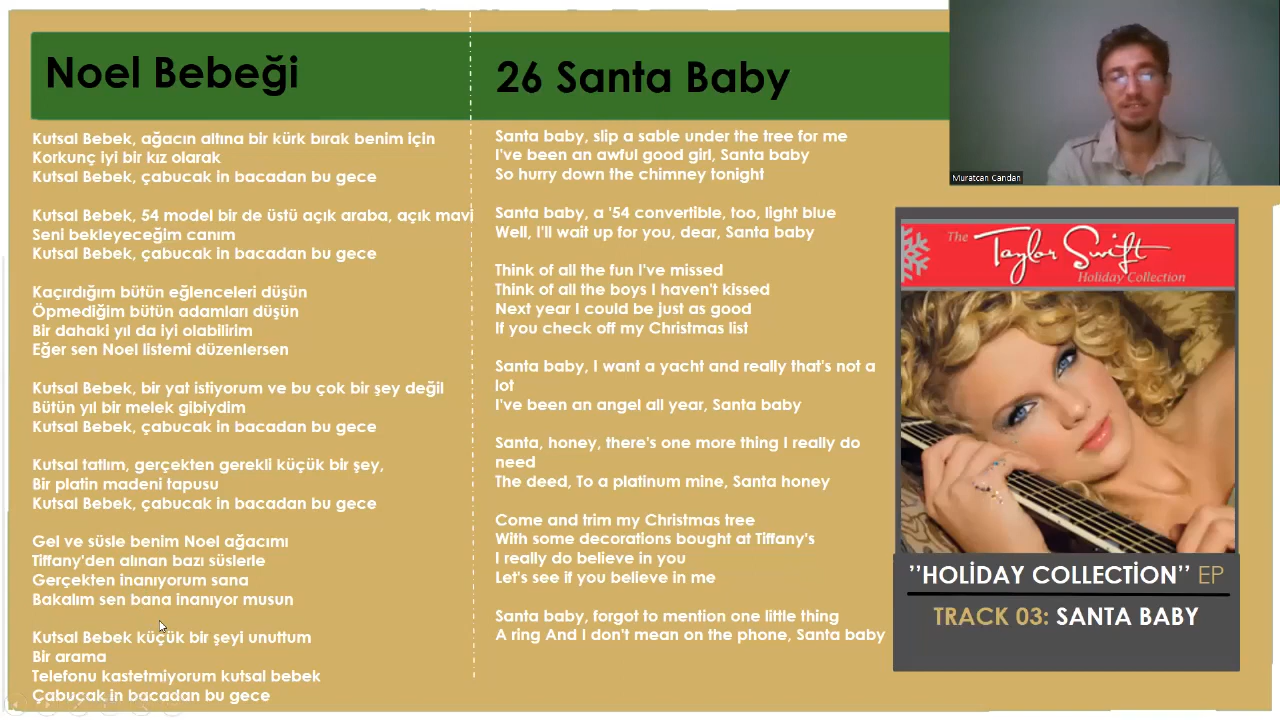 Noel Bebeği
Kutsal Bebek, ağacın altına bir kürk bırak benim için
Korkunç iyi bir kız olarak
Kutsal Bebek, çabucak in bacadan bu gece
Kutsal Bebek, 54 model bir de üstü açık araba, açık mavi
Seni bekleyeceğim canım
Kutsal Bebek, çabucak in bacadan bu gece
Kaçırdığım bütün eğlenceleri düşün
Öpmediğim bütün adamları düşün
Bir dahaki yıl da iyi olabilirim
Eğer sen Noel listemi düzenlersen
Kutsal Bebek, bir yat istiyorum ve bu çok bir şey değil
Bütün yıl bir melek gibiydim
Kutsal Bebek, çabucak in bacadan bu gece
Kutsal tatlım, gerçekten gerekli küçük bir şey,
Bir platin madeni tapusu
Kutsal Bebek, çabucak in bacadan bu gece
Gel ve süsle benim Noel ağacımı
Tiffany'den alınan bazı süslerle
Gerçekten inanıyorum sana
Bakalım sen bana inanıyor musun
Kutsal Bebek küçük bir şeyi unuttum
Bir arama
Telefonu kastetmiyorum kutsal bebek
Çabucak in bacadan bu gece
26 Santa Baby
Santa baby, slip a sable under the tree for me
I've been an awful good girl, Santa baby
So hurry down the chimney tonight
Santa baby, a '54 convertible, too, light blue
Well, I'll wait up for you, dear, Santa baby
Think of all the fun I've missed
Think of all the boys I haven't kissed
Next year I could be just as good
If you check off my Christmas list
Santa baby, I want a yacht and really that's not a
lot
I've been an angel all year, Santa baby
Santa, honey, there's one more thing I really do
need
The deed, To a platinum mine, Santa honey
Come and trim my Christmas tree
With some decorations bought at Tiffany's
I really do believe in you
Let's see if you believe in me
Santa baby, forgot to mention one little thing
A ring And I don't mean on the phone, Santa baby
Muratcan Candan
The
Taylor Swift
Holiday Collection
’’HOLİDAY COLLECTİON’’ EP
TRACK 03: SANTA BABY